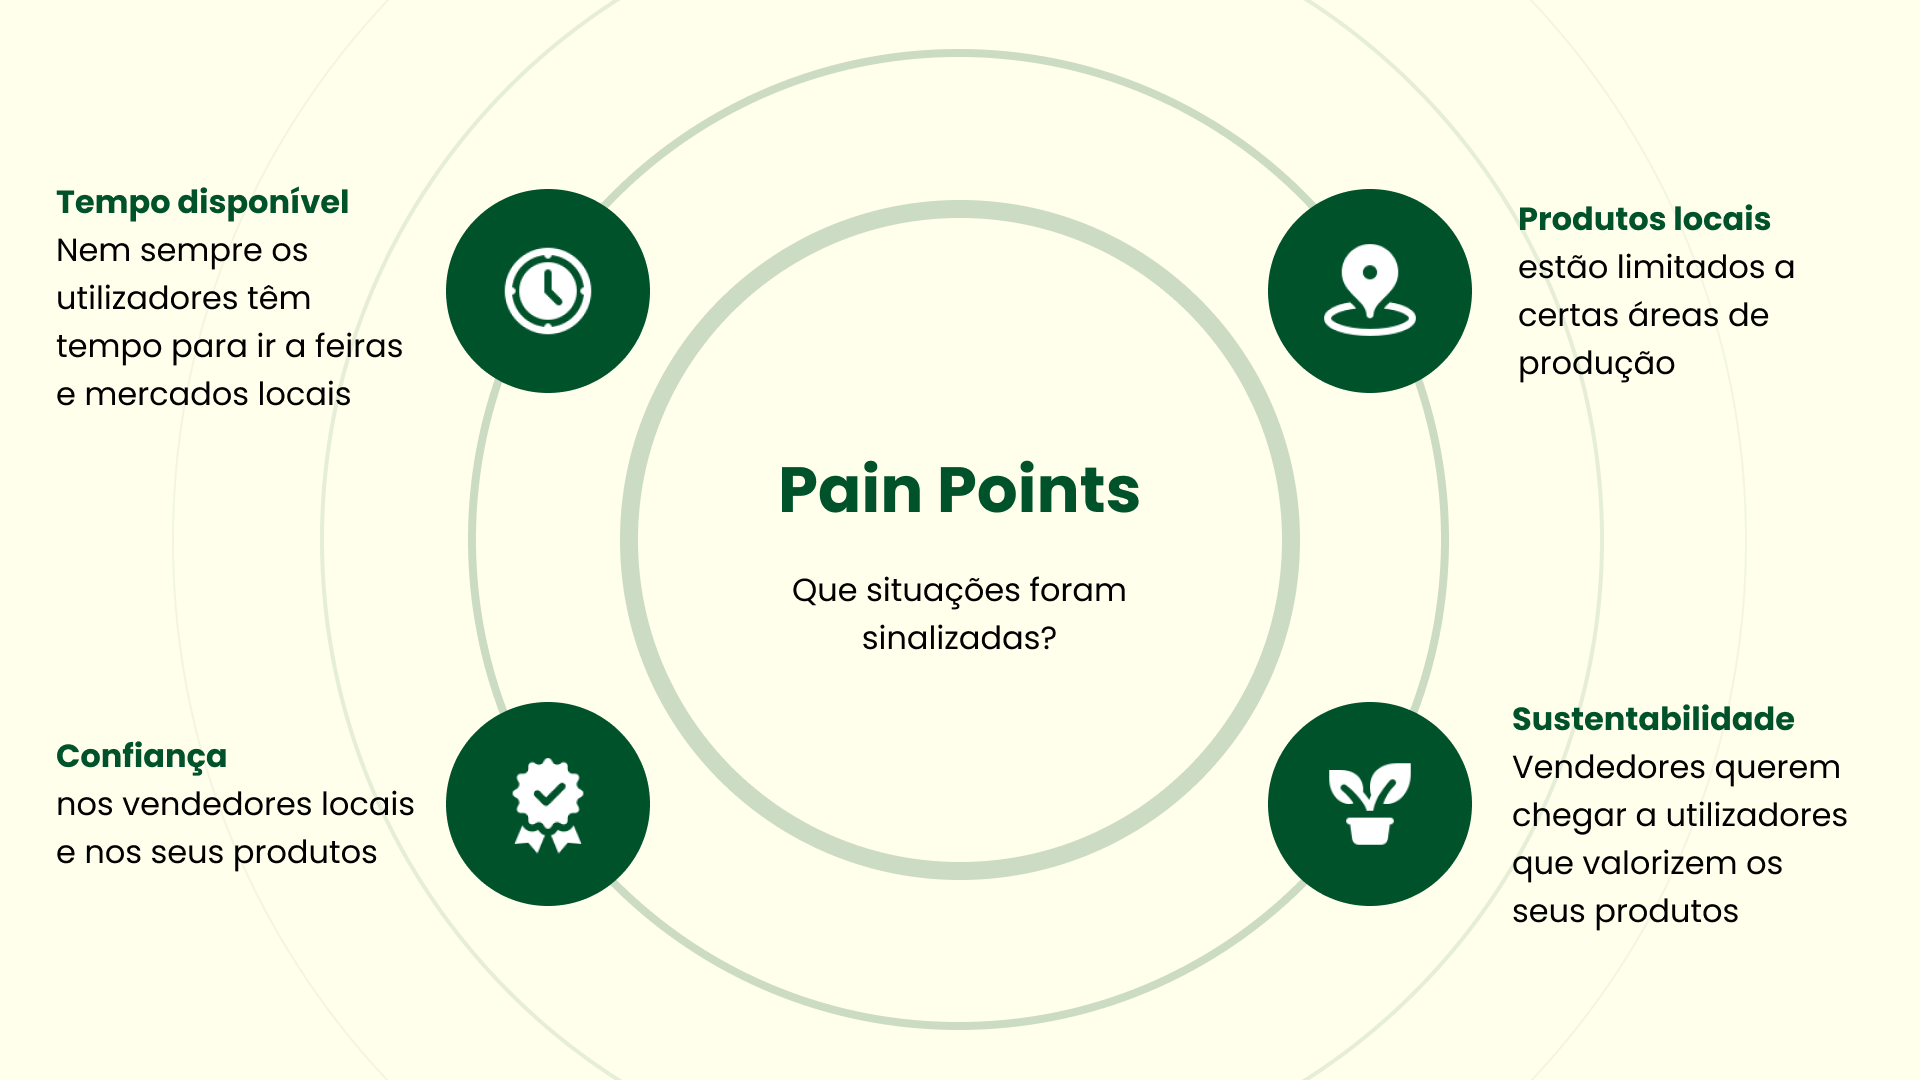 Tempo disponível
Nem sempre os
utilizadores têm
tempo para ir a feiras
e mercados locais
Produtos locais
estão limitados a
certas áreas de
produção
Pain Points
Que situações foram
sinalizadas?
Confiança
nos vendedores locais
e nos seus produtos
Sustentabilidade
Vendedores querem
chegar a utilizadores
que valorizem os
seus produtos